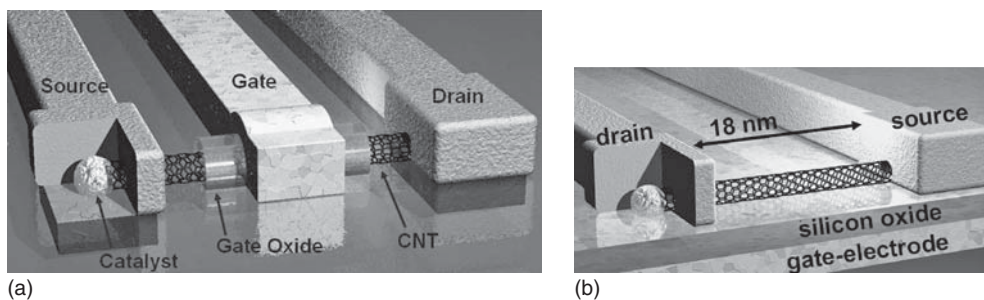 Source
Gate
Drain
Gate Oxide
CNT
Catalyst
(a)
drain
18 nm
source
silicon oxide
gate-electrode
(b)